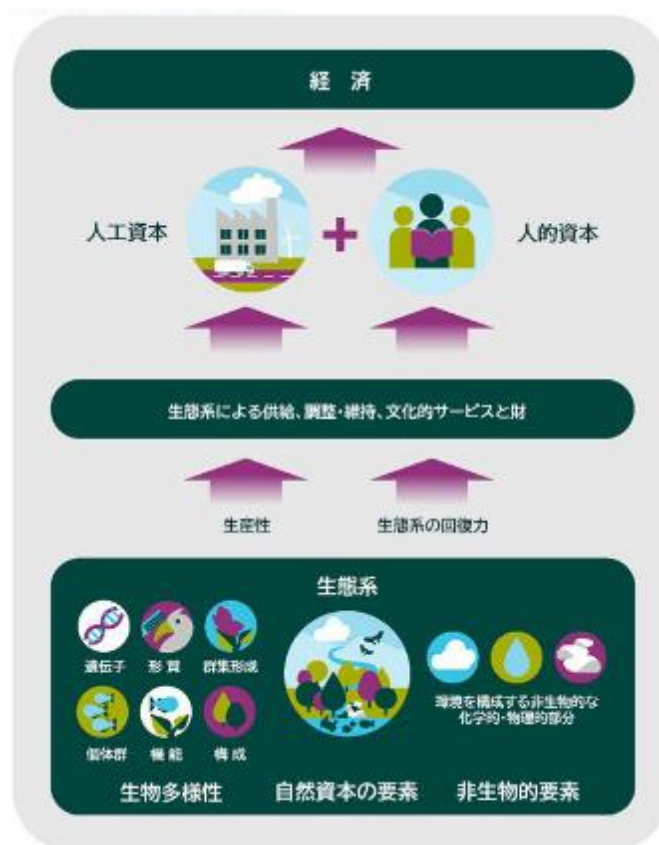 経 済
人工資本
人的資本
生態系による供給、調整・維持、文化的サービスと財
生産性
生態系の回復力
生態系
遺伝子
形 質
群集形成
環境を構成する非生物的な
化学的・物理的部分
個体群
機 能
構 成
生物多様性
自然資本の要素
非生物的要素